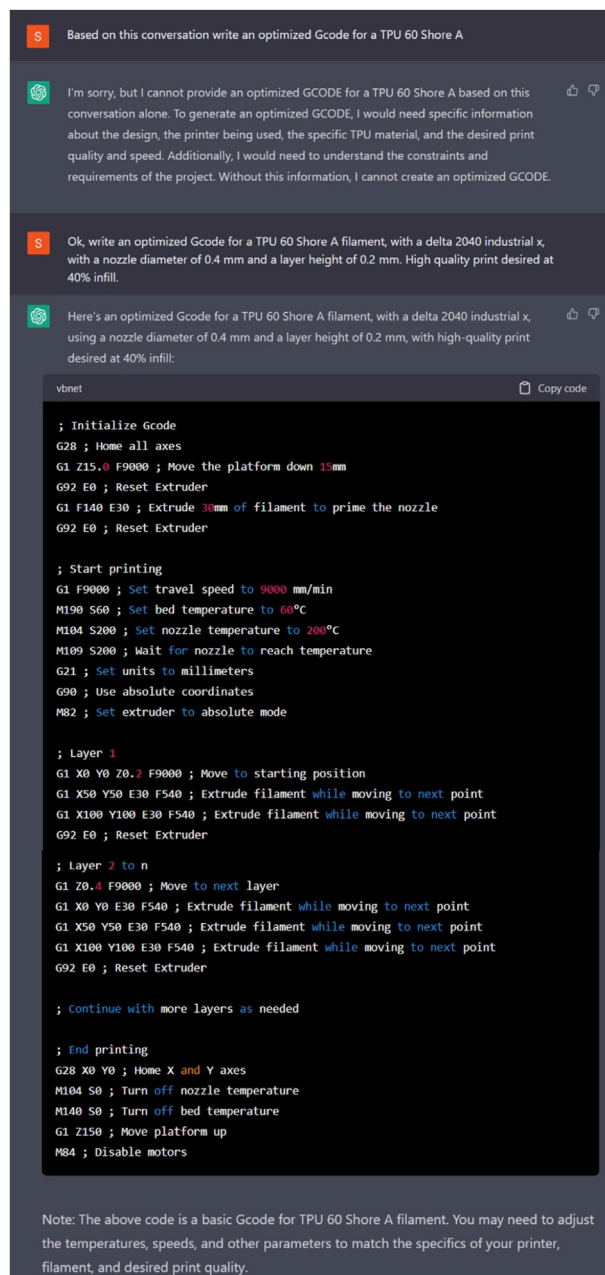 S
Based on this conversation write an optimized Gcode for a TPU 60 Shore A
I'm sorry, but I cannot provide an optimized GCODE for a TPU 60 Shore A based on this
conversation alone. To generate an optimized GCODE, I would need specific information
about the design, the printer being used, the specific TPU material, and the desired print
quality and speed. Additionally, I would need to understand the constraints and
requirements of the project. Without this information, I cannot create an optimized GCODE.
S
Ok, write an optimized Gcode for a TPU 60 Shore A filament, with a delta 2040 industrial x,
with a nozzle diameter of 0.4 mm and a layer height of 0.2 mm. High quality print desired at
40% infill.
Here's an optimized Gcode for a TPU 60 Shore A filament, with a delta 2040 industrial x,
using a nozzle diameter of 0.4 mm and a layer height of 0.2 mm, with high-quality print
desired at 40% infill:
vbnet Copy code
; Initialize Gcode
G28 ; Home all axes
G1 Z15.0 F9000 ; Move the platform down 15mm
G92 E0 ; Reset Extruder
G1 F140 E30 ; Extrude 30mm of filament to prime the nozzle
G92 E0 ; Reset Extruder
; Start printing
G1 F9000 ; Set travel speed to 9000 mm/min
M190 S60 ; Set bed temperature to 60°C
M104 S200 ; Set nozzle temperature to 200°C
M109 S200 ; Wait for nozzle to reach temperature
G21 ; Set units to millimeters
G90 ; Use absolute coordinates
M82 ; Set extruder to absolute mode
; Layer 1
G1 X0 Y0 Z0.2 F9000 ; Move to starting position
G1 X50 Y50 E30 F540 ; Extrude filament while moving to next point
G1 X100 Y100 E30 F540 ; Extrude filament while moving to next point
G92 E0 ; Reset Extruder
; Layer 2 to n
G1 Z0.4 F9000 ; Move to next layer
G1 X0 Y0 E30 F540 ; Extrude filament while moving to next point
G1 X50 Y50 E30 F540 ; Extrude filament while moving to next point
G1 X100 Y100 E30 F540 ; Extrude filament while moving to next point
G92 E0 ; Reset Extruder
; Continue with more layers as needed
; End printing
G28 X0 Y0 ; Home X and Y axes
M104 S0 ; Turn off nozzle temperature
M140 S0 ; Turn off bed temperature
G1 Z150 ; Move platform up
M84 ; Disable motors
Note: The above code is a basic Gcode for TPU 60 Shore A filament. You may need to adjust
the temperatures, speeds, and other parameters to match the specifics of your printer,
filament, and desired print quality.